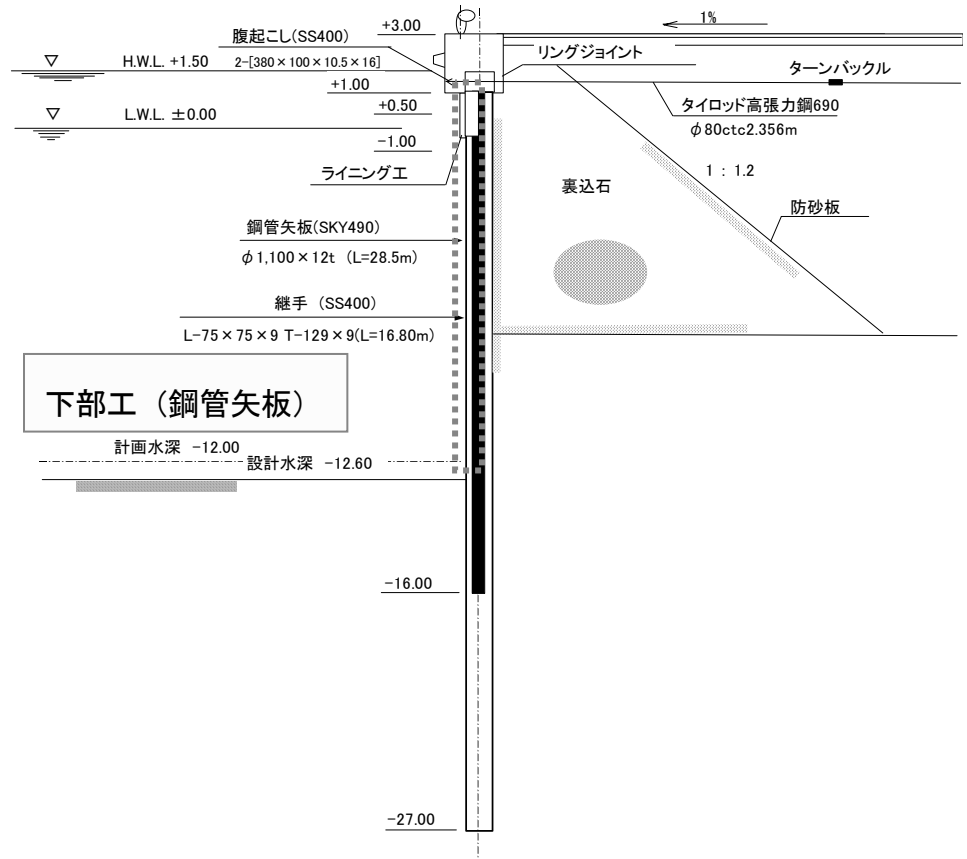 1%
+3.00
腹起こし(SS400)
リングジョイント
▽ H.W.L. +1.50
2-[380×100×10.5×16]
ターンバックル
+1.00
+0.50
タイロッド高張力鋼690
▽ L.W.L. ±0.00
φ80ctc2.356m
-1.00
ライニング工
1 : 1.2
裏込石
防砂板
鋼管矢板(SKY490)
φ1,100×12t (L=28.5m)
継手 (SS400)
L-75×75×9 T-129×9(L=16.80m)
下部工（鋼管矢板）
計画水深 -12.00
設計水深 -12.60
-16.00
-27.00